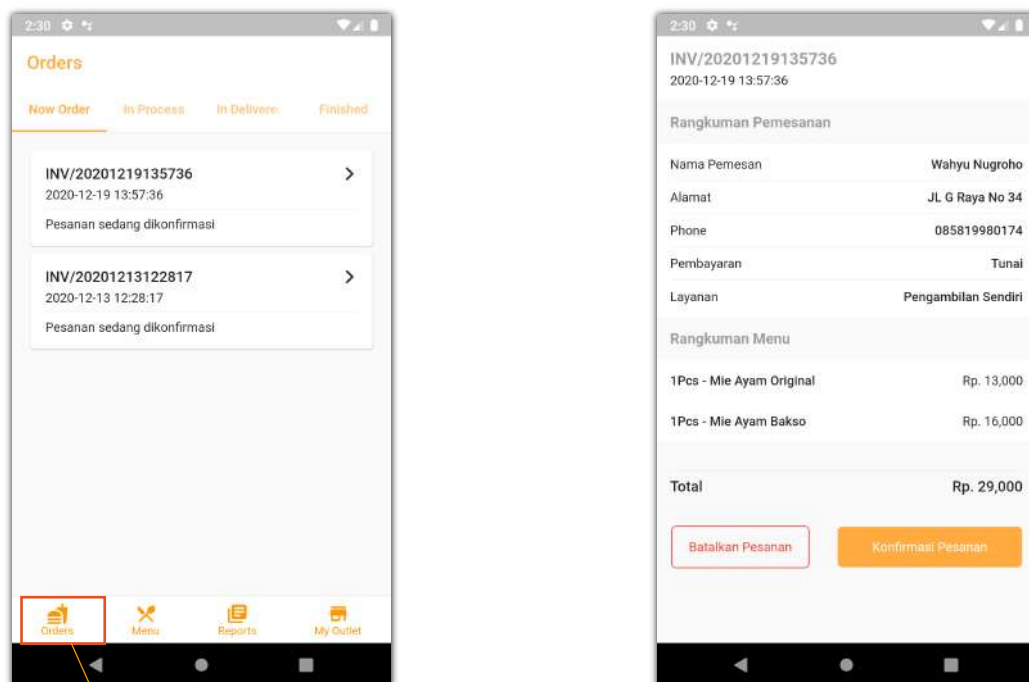 2:30
Orders
Now Order In Process In Delivere Finished
INV/20201219135736
2020-12-19 13:57:36
Pesanan sedang dikonfirmasi
INV/20201213122817
2020-12-13 12:28:17
Pesanan sedang dikonfirmasi
Orders Menu Reports My Outlet
2:30
INV/20201219135736
2020-12-19 13:57:36
Rangkuman Pemesanan
Nama Pemesan Wahyu Nugroho
Alamat JL G Raya No 34
Phone 085819980174
Pembayaran Tunai
Layanan Pengambilan Sendiri
Rangkuman Menu
1Pcs - Mie Ayam Original Rp. 13,000
1Pcs - Mie Ayam Bakso Rp. 16,000
Total Rp. 29,000
Batalkan Pesanan Konfirmasi Pesanan